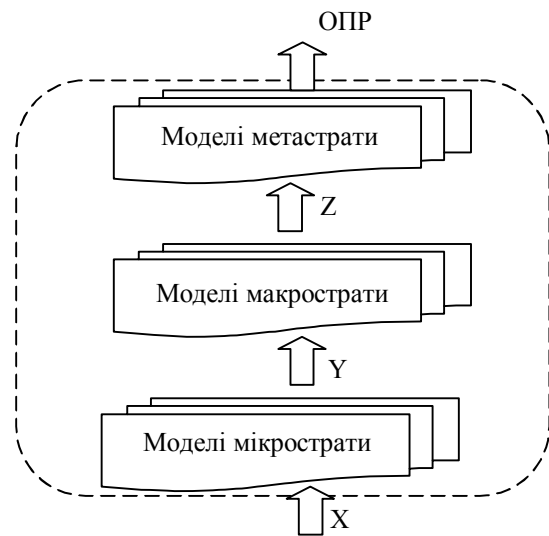 ОПР
Моделі метастрати
Z
Моделі макрострати
Y
Моделі мікрострати
X